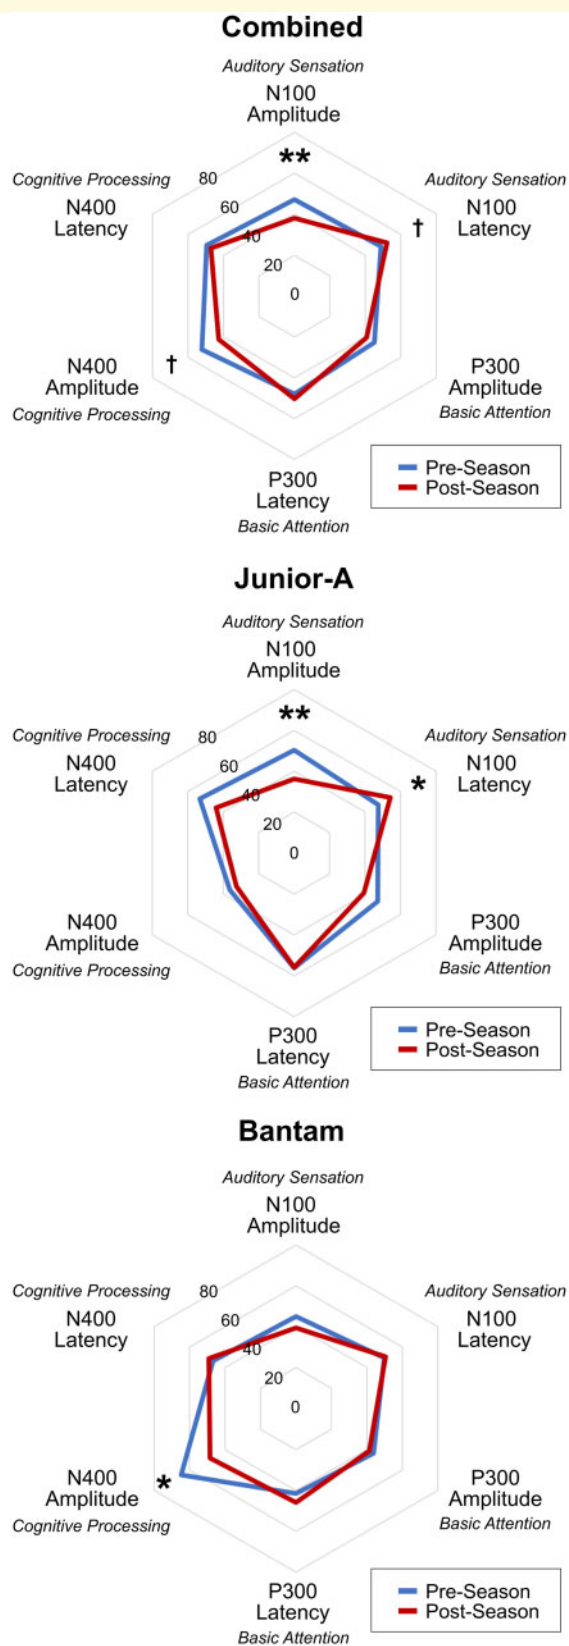 Combined
Auditory Sensation
N100
Amplitude
**
Cognitive Processing
80
Auditory Sensation
N400
Latency
60
†
N100
Latency
40
20
0
N400
Amplitude
†
P300
Amplitude
Cognitive Processing
Basic Attention
P300
Latency
Basic Attention
Pre-Season
Post-Season
Junior-A
Auditory Sensation
N100
Amplitude
**
Cognitive Processing
80
Auditory Sensation
N400
Latency
60
*
N100
Latency
40
20
0
N400
Amplitude
P300
Amplitude
Cognitive Processing
Basic Attention
P300
Latency
Basic Attention
Pre-Season
Post-Season
Bantam
Auditory Sensation
N100
Amplitude
Cognitive Processing
80
Auditory Sensation
N400
Latency
60
N100
Latency
40
20
0
N400
Amplitude
*
P300
Amplitude
Cognitive Processing
Basic Attention
P300
Latency
Basic Attention
Pre-Season
Post-Season